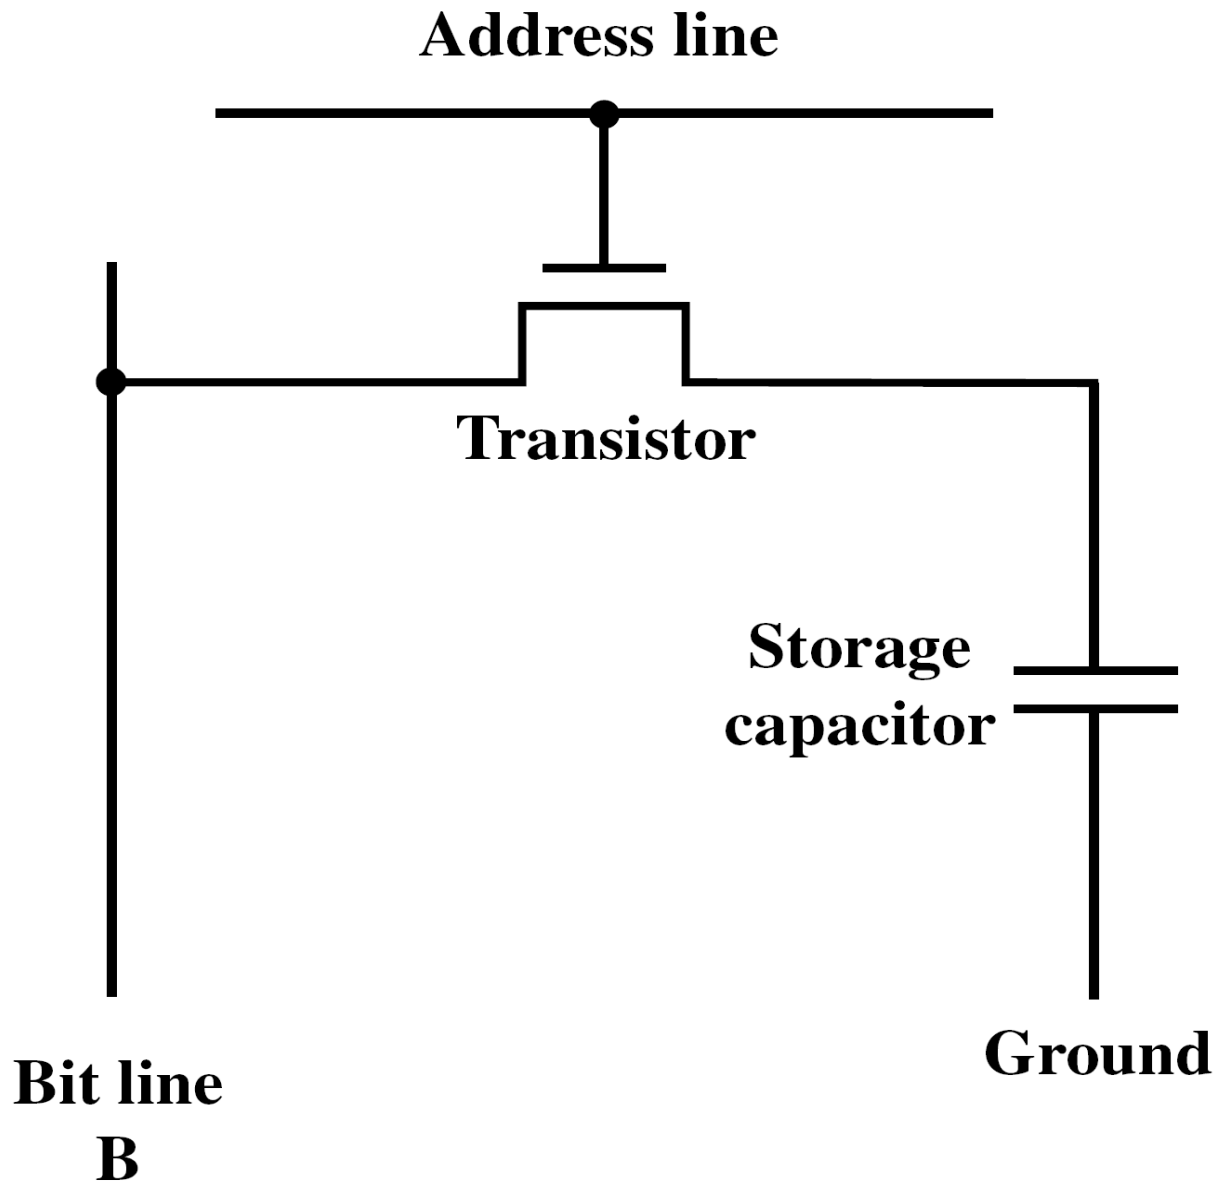 Address line
Transistor
Storage
capacitor
Ground
Bit line
B